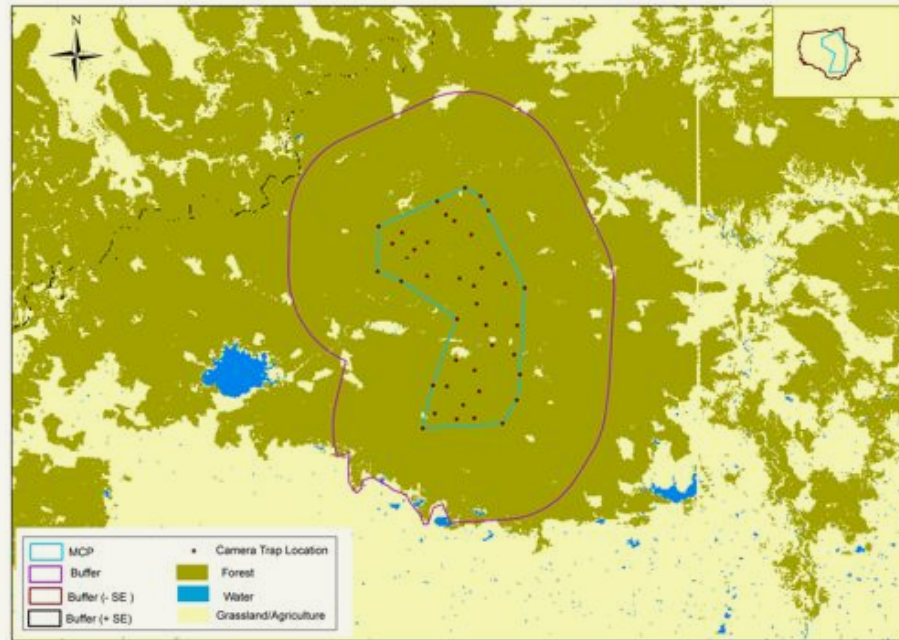 N
MCP
Buffer
Buffer (- SE )
Buffer (+ SE)
Camera Trap Location
Forest
Water
Grassland/Agriculture